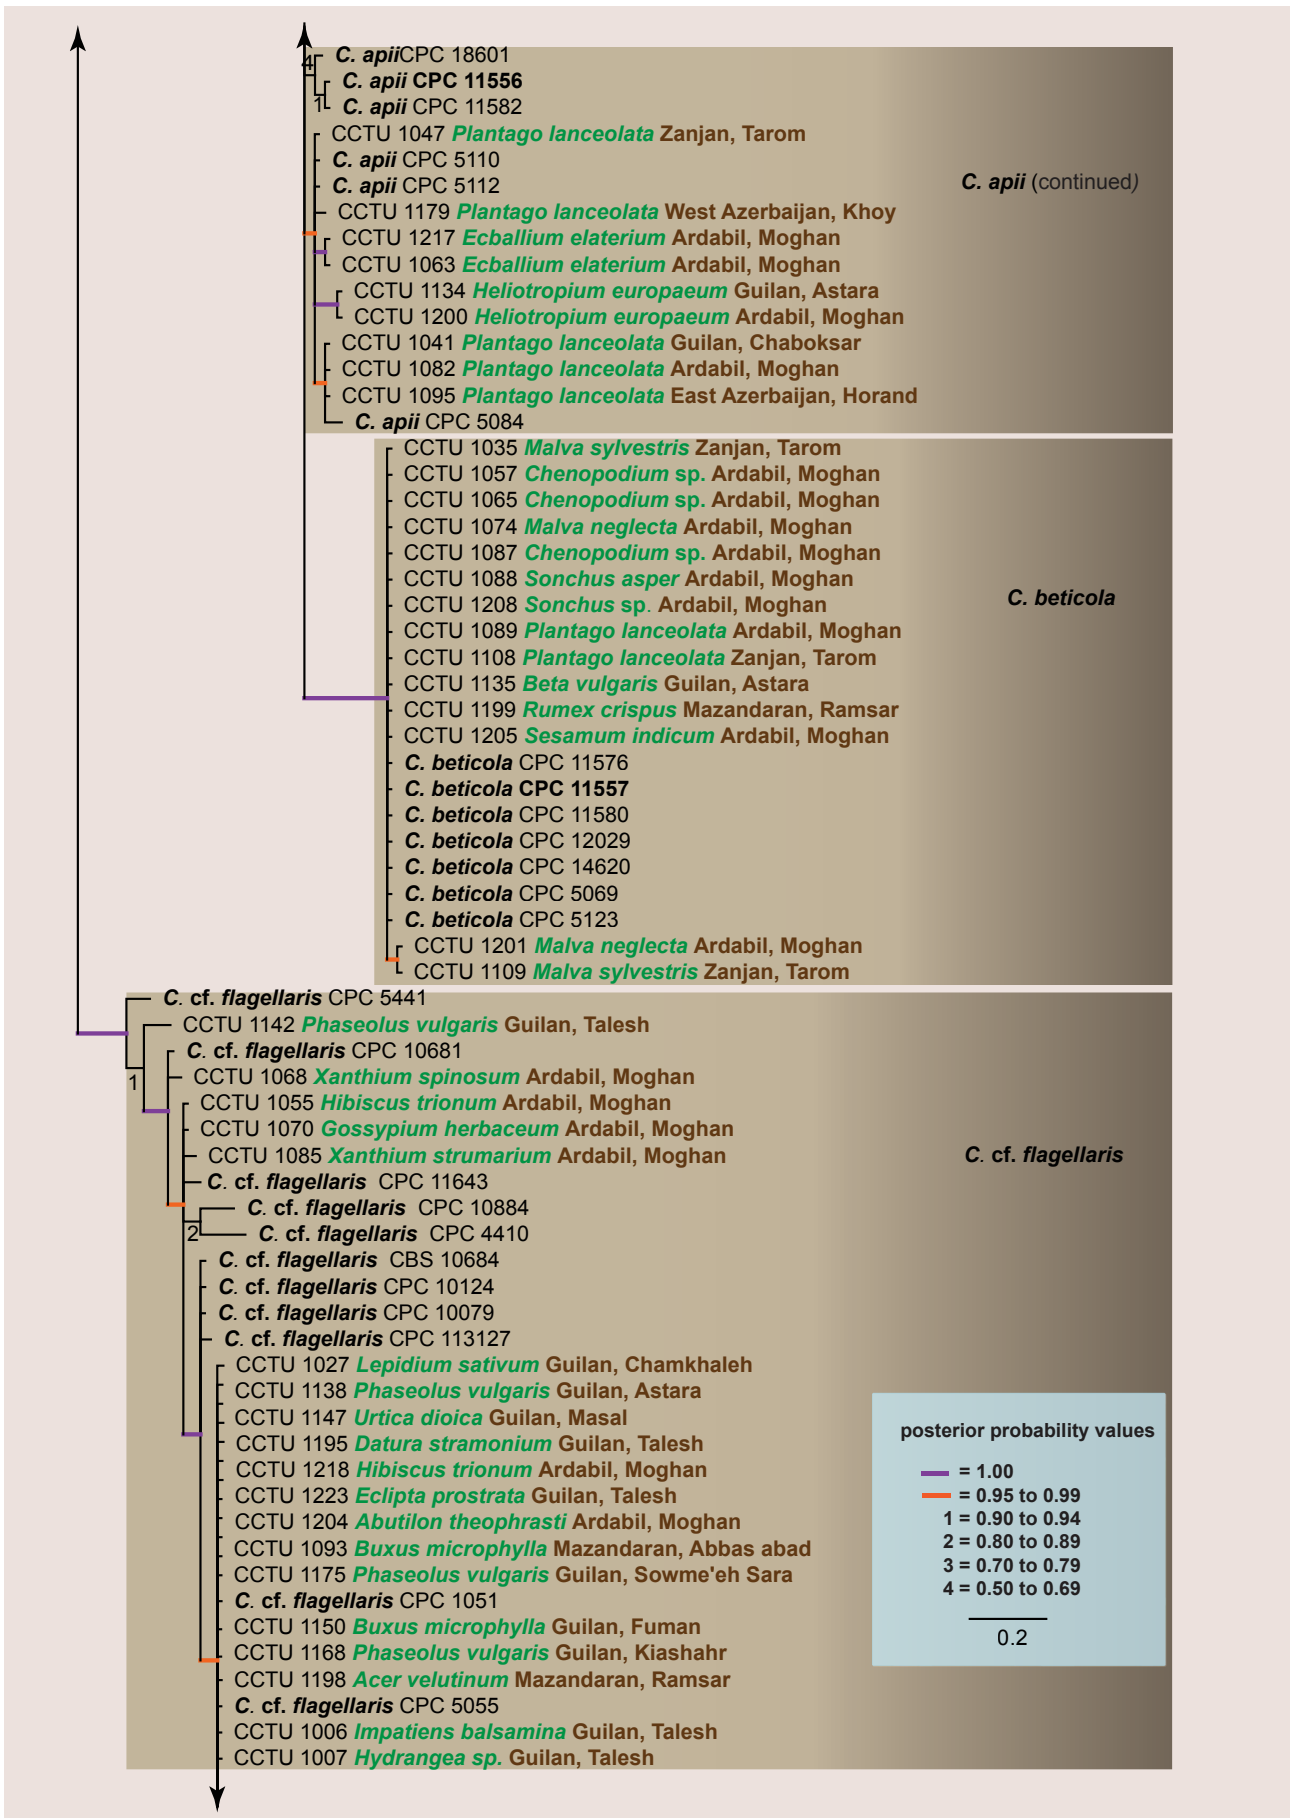 C. apiiCPC 18601
4
C. apii CPC 11556
1 C. apii CPC 11582
CCTU 1047 Plantago lanceolata Zanjan, Tarom
C. apii CPC 5110
C. apii CPC 5112
C. apii (continued)
CCTU 1179 Plantago lanceolata West Azerbaijan, Khoy
CCTU 1217 Ecballium elaterium Ardabil, Moghan
CCTU 1063 Ecballium elaterium Ardabil, Moghan
CCTU 1134 Heliotropium europaeum Guilan, Astara
CCTU 1200 Heliotropium europaeum Ardabil, Moghan
CCTU 1041 Plantago lanceolata Guilan, Chaboksar
CCTU 1082 Plantago lanceolata Ardabil, Moghan
CCTU 1095 Plantago lanceolata East Azerbaijan, Horand
C. apii CPC 5084
CCTU 1035 Malva sylvestris Zanjan, Tarom
CCTU 1057 Chenopodium sp. Ardabil, Moghan
CCTU 1065 Chenopodium sp. Ardabil, Moghan
CCTU 1074 Malva neglecta Ardabil, Moghan
CCTU 1087 Chenopodium sp. Ardabil, Moghan
CCTU 1088 Sonchus asper Ardabil, Moghan
C. beticola
CCTU 1208 Sonchus sp. Ardabil, Moghan
CCTU 1089 Plantago lanceolata Ardabil, Moghan
CCTU 1108 Plantago lanceolata Zanjan, Tarom
CCTU 1135 Beta vulgaris Guilan, Astara
CCTU 1199 Rumex crispus Mazandaran, Ramsar
CCTU 1205 Sesamum indicum Ardabil, Moghan
C. beticola CPC 11576
C. beticola CPC 11557
C. beticola CPC 11580
C. beticola CPC 12029
C. beticola CPC 14620
C. beticola CPC 5069
C. beticola CPC 5123
CCTU 1201 Malva neglecta Ardabil, Moghan
CCTU 1109 Malva sylvestris Zanjan, Tarom
C. cf. flagellaris CPC 5441
CCTU 1142 Phaseolus vulgaris Guilan, Talesh
C. cf. flagellaris CPC 10681
1
CCTU 1068 Xanthium spinosum Ardabil, Moghan
CCTU 1055 Hibiscus trionum Ardabil, Moghan
CCTU 1070 Gossypium herbaceum Ardabil, Moghan
CCTU 1085 Xanthium strumarium Ardabil, Moghan
C. cf. flagellaris
C. cf. flagellaris CPC 11643
C. cf. flagellaris CPC 10884
2
C. cf. flagellaris CPC 4410
C. cf. flagellaris CBS 10684
C. cf. flagellaris CPC 10124
C. cf. flagellaris CPC 10079
C. cf. flagellaris CPC 113127
CCTU 1027 Lepidium sativum Guilan, Chamkhaleh
CCTU 1138 Phaseolus vulgaris Guilan, Astara
CCTU 1147 Urtica dioica Guilan, Masal
CCTU 1195 Datura stramonium Guilan, Talesh
CCTU 1218 Hibiscus trionum Ardabil, Moghan
CCTU 1223 Eclipta prostrata Guilan, Talesh
CCTU 1204 Abutilon theophrasti Ardabil, Moghan
CCTU 1093 Buxus microphylla Mazandaran, Abbas abad
CCTU 1175 Phaseolus vulgaris Guilan, Sowme'eh Sara
C. cf. flagellaris CPC 1051
CCTU 1150 Buxus microphylla Guilan, Fuman
CCTU 1168 Phaseolus vulgaris Guilan, Kiashahr
CCTU 1198 Acer velutinum Mazandaran, Ramsar
C. cf. flagellaris CPC 5055
CCTU 1006 Impatiens balsamina Guilan, Talesh
CCTU 1007 Hydrangea sp. Guilan, Talesh
posterior probability values
= 1.00
= 0.95 to 0.99
1 = 0.90 to 0.94
2 = 0.80 to 0.89
3 = 0.70 to 0.79
4 = 0.50 to 0.69
0.2